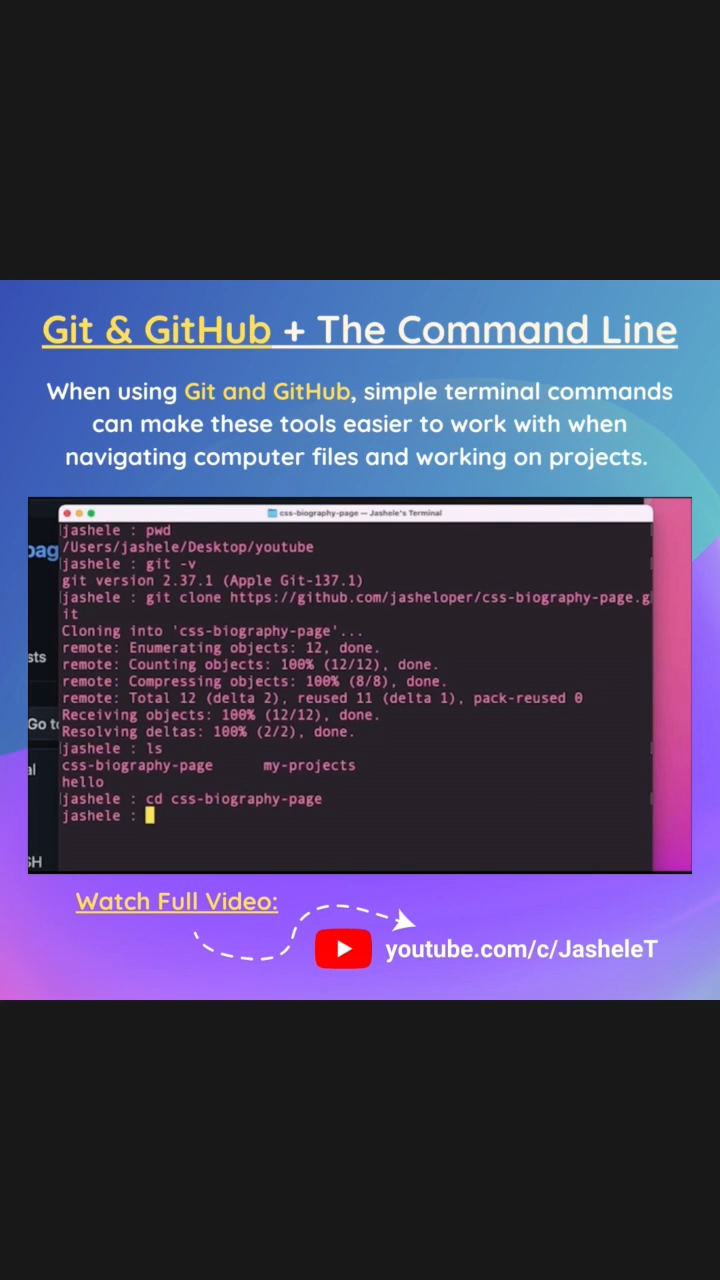 Git & GitHub + The Command Line
When using Git and GitHub, simple terminal commands
can make these tools easier to work with when
navigating computer files and working on projects.
css-biography-page — Jashele's Terminal
jashele : pwd
/Users/jashele/Desktop/youtube
jashele : git -v
git version 2.37.1 (Apple Git-137.1)
jashele : git clone https://github.com/jasheloper/css-biography-page.g
it
Cloning into 'css-biography-page'...
remote: Enumerating objects: 12, done.
remote: Counting objects: 100% (12/12), done.
remote: Compressing objects: 100% (8/8), done.
remote: Total 12 (delta 2), reused 11 (delta 1), pack-reused 0
Receiving objects: 100% (12/12), done.
Resolving deltas: 100% (2/2), done.
jashele : ls
css-biography-page my-projects
hello
jashele : cd css-biography-page
jashele :
Watch Full Video:
youtube.com/c/JasheleT